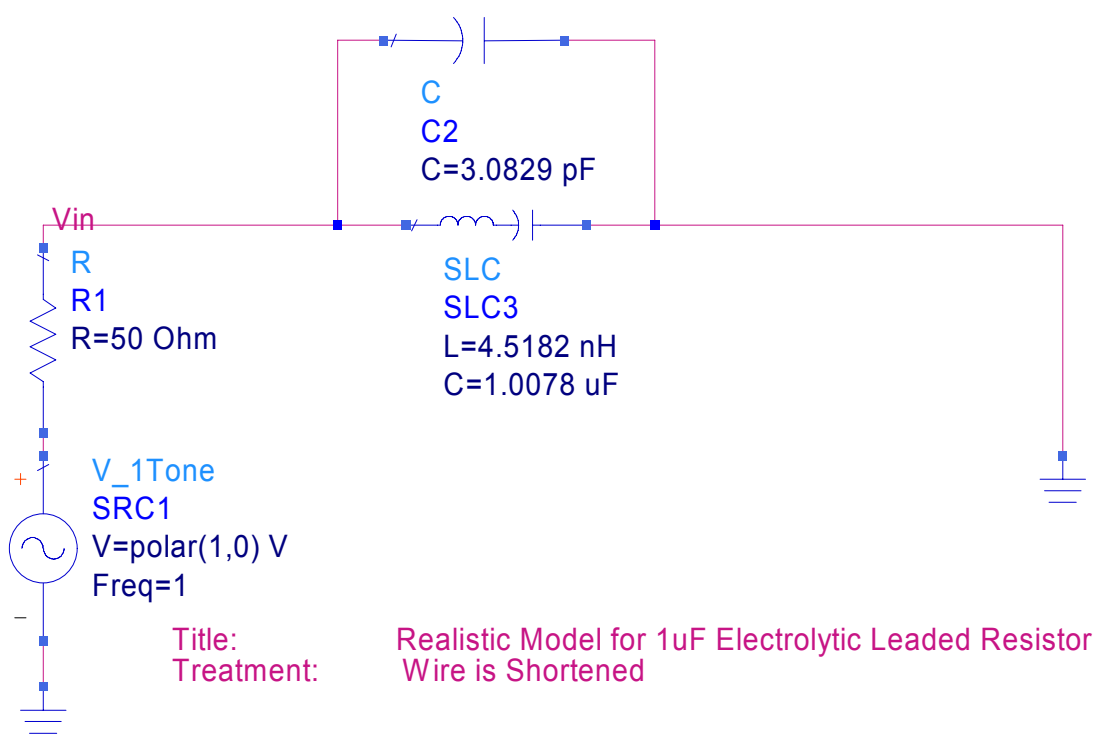 C
C2
C=3.0829 pF
Vin
R
R1
R=50 Ohm
SLC
SLC3
L=4.5182 nH
C=1.0078 uF
+
V_1Tone
SRC1
V=polar(1,0) V
Freq=1
−
Title: Realistic Model for 1uF Electrolytic Leaded Resistor
Treatment: Wire is Shortened